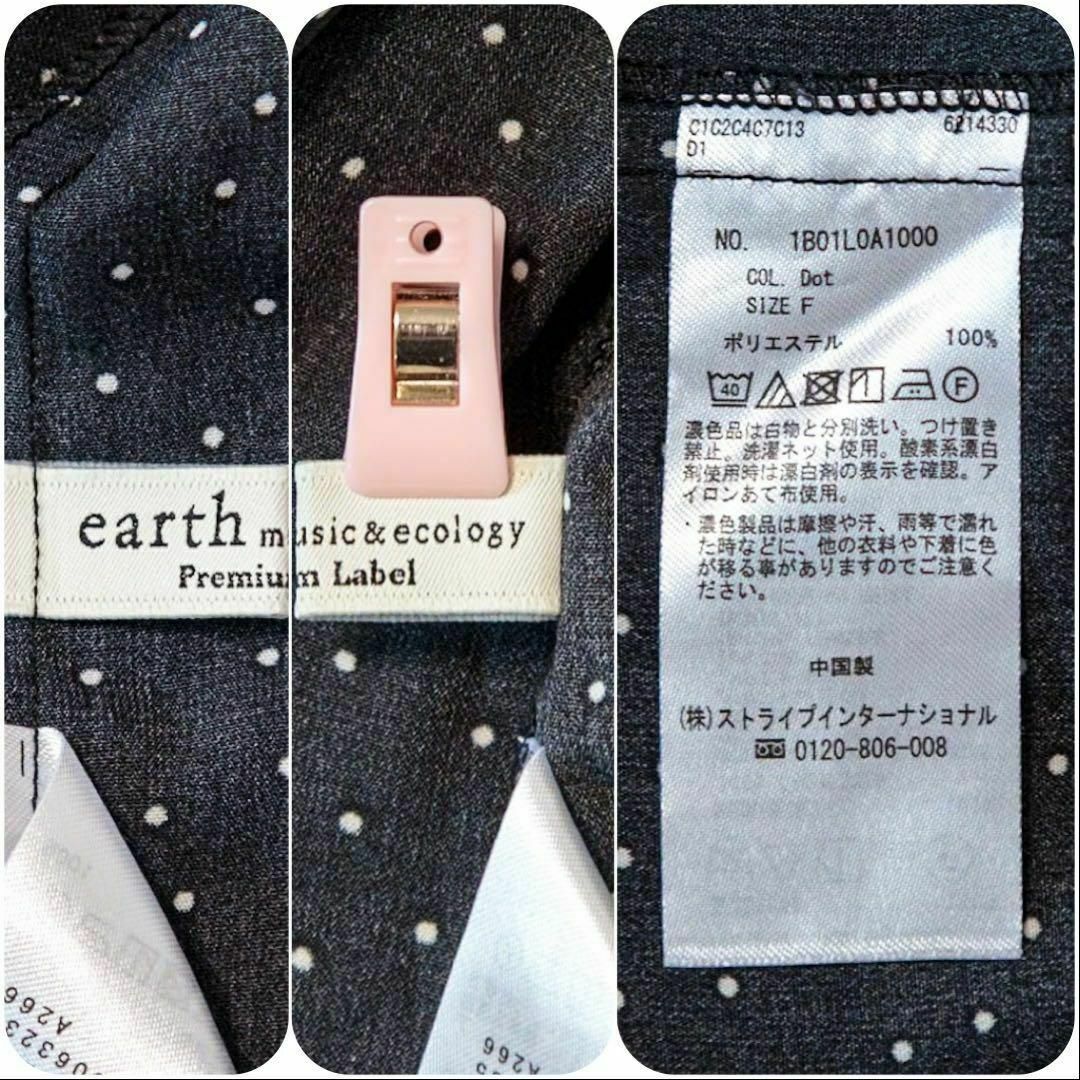 earth music & ecology
Premium Label
06323
A266
A266
C1C2C4C7C13 6214330
D1
NO. 1B01L0A1000
COL. Dot
SIZE F
ポリエステル 100%
40 F
濃色品は白物と分別洗い。つけ置き
禁止。洗濯ネット使用。酸素系漂白
剤使用時は漂白剤の表示を確認。ア
イロンあて布使用。
・濃色製品は摩擦や汗、雨等で濡れ
た時などに、他の衣料や下着に色
が移る事がありますのでご注意く
ださい。
中国製
(株)ストライプインターナショナル
0120-806-008